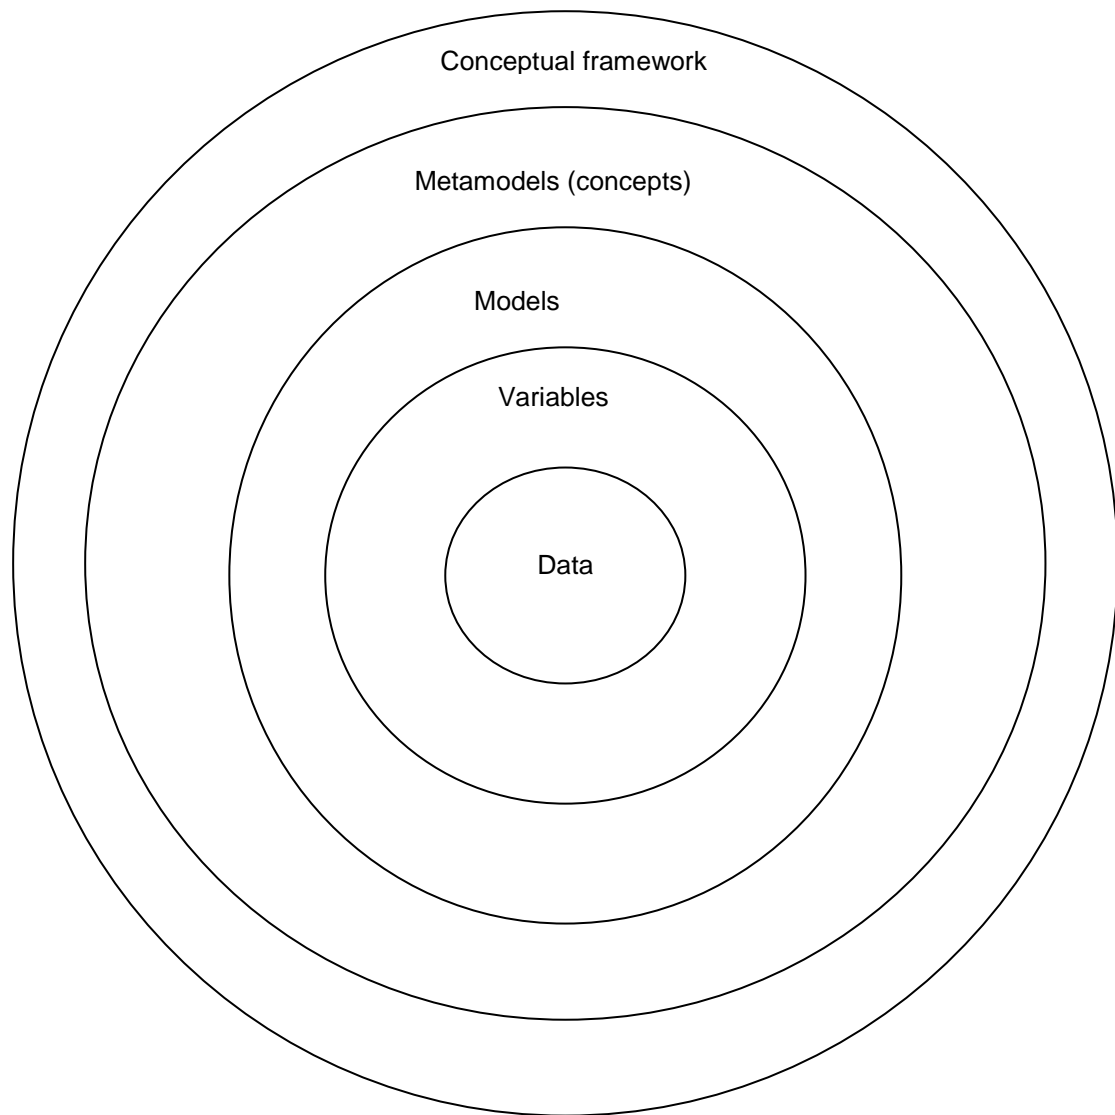 Conceptual framework
Metamodels (concepts)
Models
Variables
Data